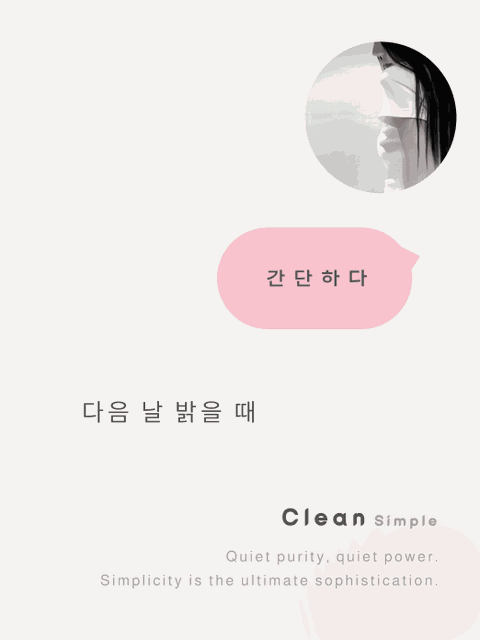 간단하다
다음 날 밝을 때
Clean Simple
Quiet purity, quiet power.
Simplicity is the ultimate sophistication.